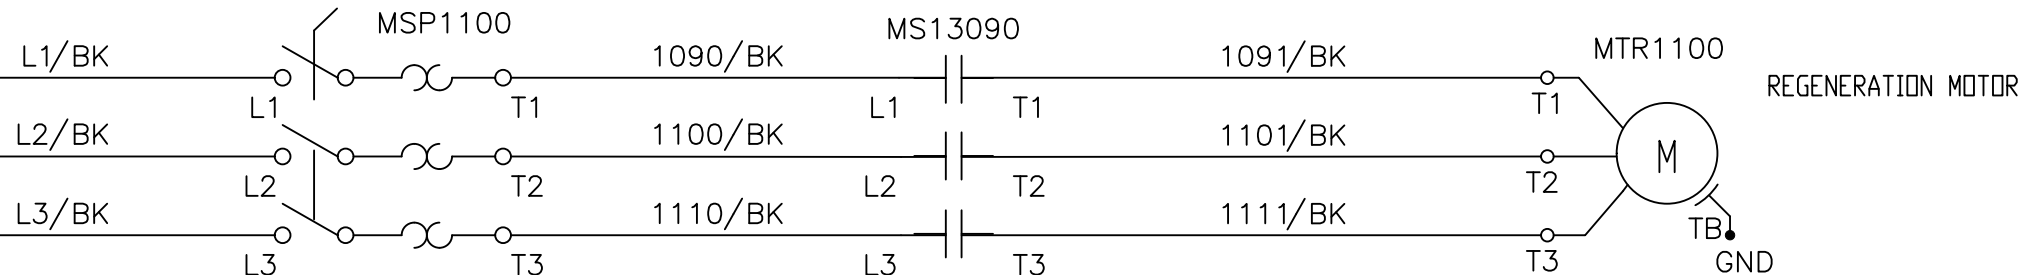 MSP1100
MS13090
MTR1100
L1/BK
1090/BK
1091/BK
REGENERATION MOTOR
L1
T1
L1
T1
T1
L2/BK
1100/BK
1101/BK
M
L2
T2
L2
T2
T2
L3/BK
1110/BK
1111/BK
TB
L3
T3
L3
T3
T3
GND